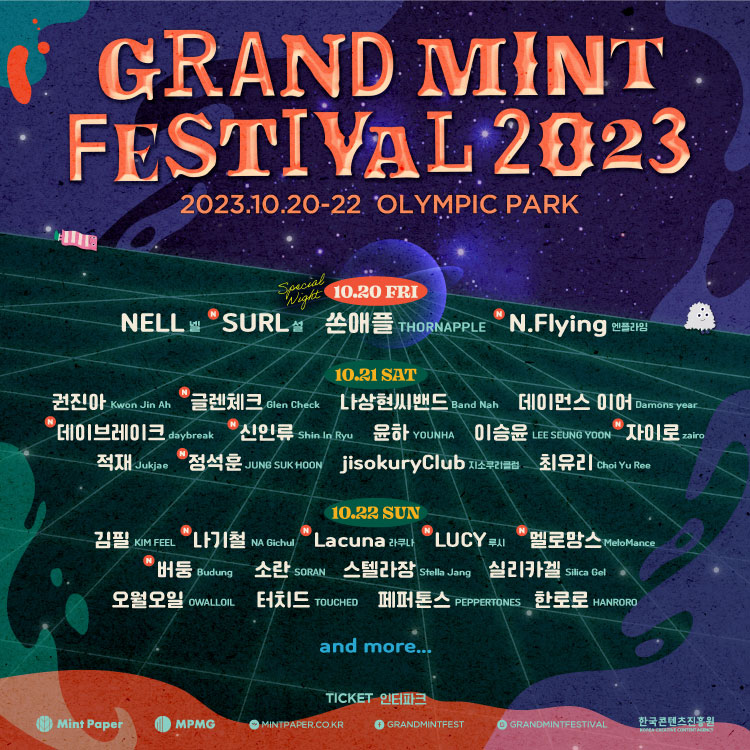 GRAND MINT
FESTIVAL 2023
2023.10.20-22 OLYMPIC PARK
Special Night 10.20 FRI
NELL 넬 N SURL 설 쏜애플 THORNAPPLE N N.Flying 엔플라잉
10.21 SAT
권진아 Kwon Jin Ah N 글렌체크 Glen Check 나상현씨밴드 Band Nah 데이먼스 이어 Damons year
N 데이브레이크 daybreak N 신인류 Shin In Ryu 윤하 YOUNHA 이승윤 LEE SEUNG YOON N 자이로 zairo
적재 Jukjae N 정석훈 JUNG SUK HOON jisokuryClub 지소쿠리클럽 최유리 Choi Yu Ree
10.22 SUN
김필 KIM FEEL N 나기철 NA Gichul N Lacuna 라쿠나 N LUCY 루시 N 멜로망스 MeloMance
N 버둥 Budung 소란 SORAN 스텔라장 Stella Jang 실리카겔 Silica Gel
오월오일 OWALLOIL 터치드 TOUCHED 페퍼톤스 PEPPERTONES 한로로 HANRORO
and more...
TICKET 인터파크
Mint Paper MPMG MINTPAPER.CO.KR GRANDMINTFEST GRANDMINTFESTIVAL 한국콘텐츠진흥원
KOREA CREATIVE CONTENT AGENCY